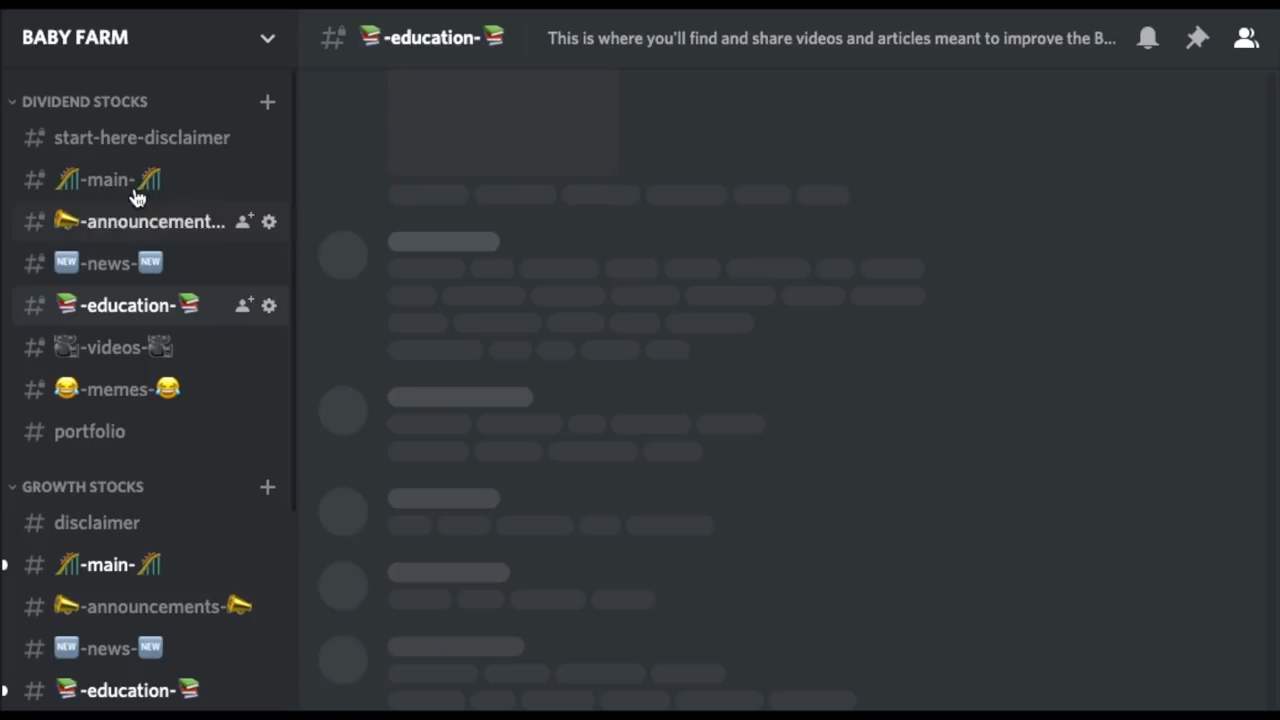 BABY FARM
DIVIDEND STOCKS
start-here-disclaimer
🎢-main-🎢
📣-announcement...
🆕-news-🆕
📚-education-📚
🎥-videos-🎥
😂-memes-😂
portfolio
GROWTH STOCKS
disclaimer
🎢-main-🎢
📣-announcements-📣
🆕-news-🆕
📚-education-📚
📚-education-📚
This is where you'll find and share videos and articles meant to improve the B...